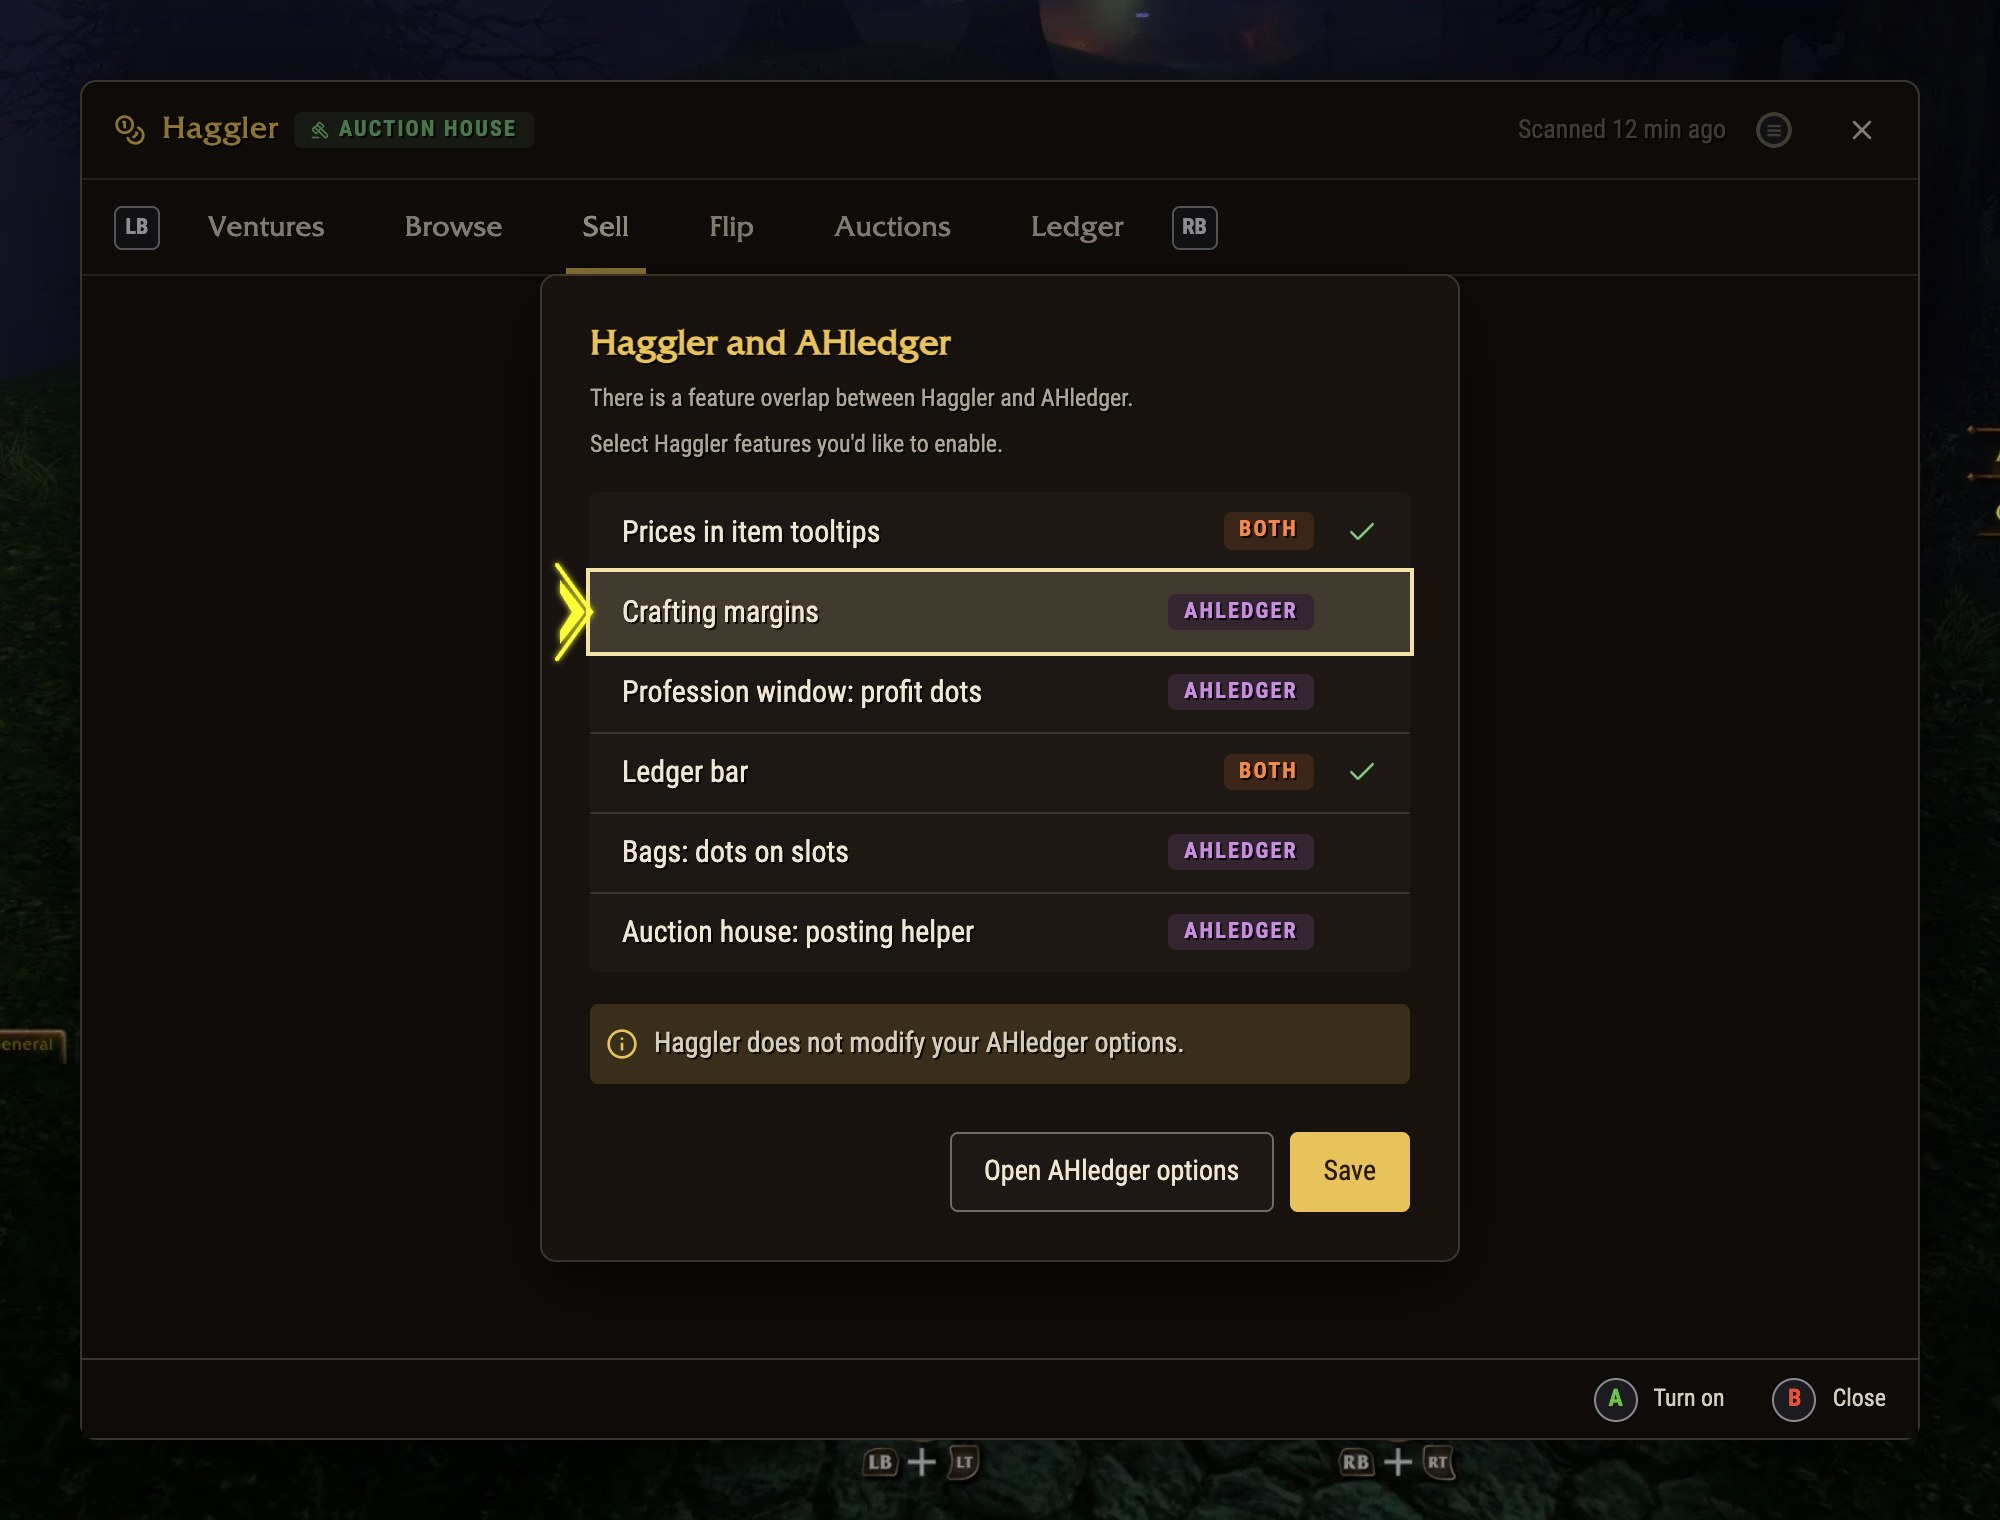 Haggler
AUCTION HOUSE
Scanned 12 min ago
LB
Ventures
Browse
Sell
Flip
Auctions
Ledger
RB
Haggler and AHledger
There is a feature overlap between Haggler and AHledger.
Select Haggler features you'd like to enable.
Prices in item tooltips
BOTH
Crafting margins
AHLEDGER
Profession window: profit dots
AHLEDGER
Ledger bar
BOTH
Bags: dots on slots
AHLEDGER
Auction house: posting helper
AHLEDGER
eneral
Haggler does not modify your AHledger options.
Open AHledger options
Save
A Turn on
B Close
LB + LT
RB + RT